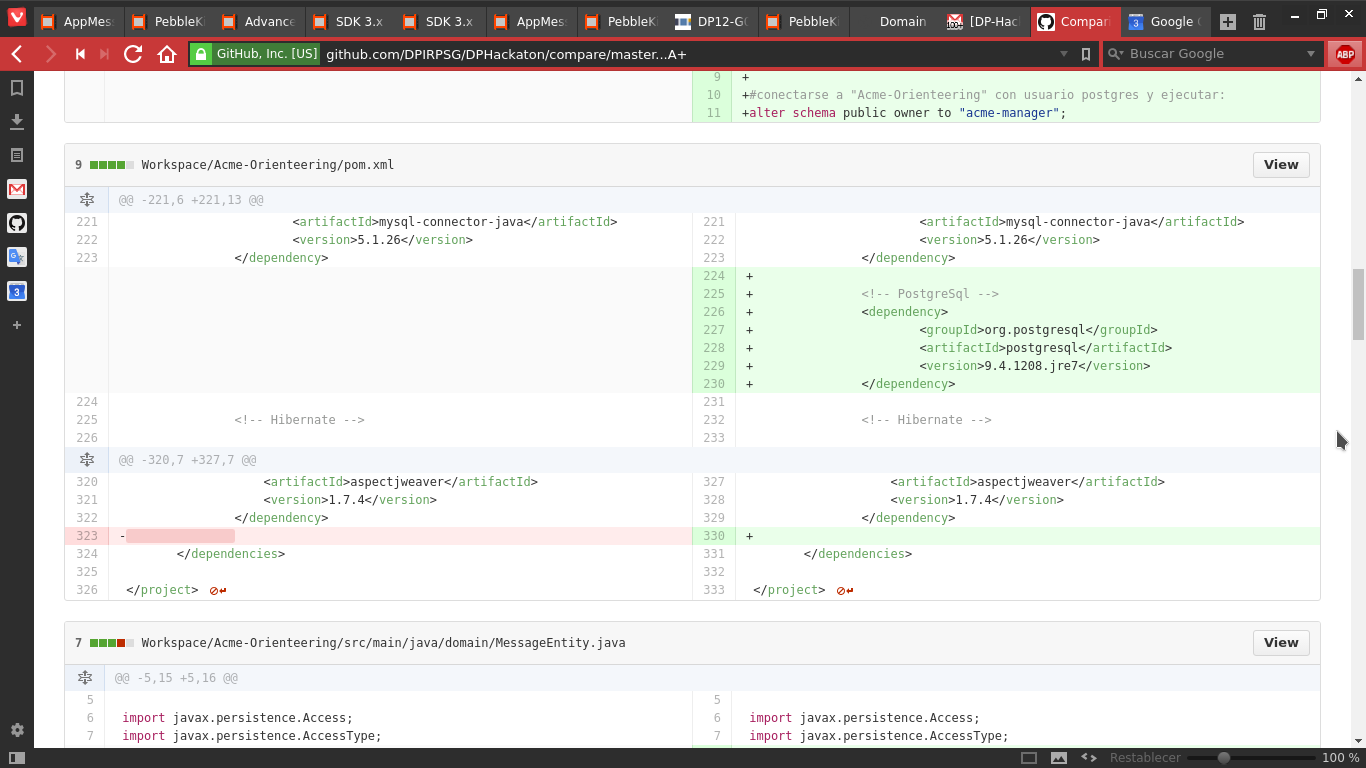 AppMes
PebbleK
Advance
SDK 3.x
SDK 3.x
AppMes
PebbleK
DP12-G
PebbleK
Domain
100+
[DP-Hac
Compar
3
Google
GitHub, Inc. [US]
github.com/DPIRPSG/DPHackaton/compare/master...A+
Buscar Google
ABP
9 +
10 +#conectarse a "Acme-Orienteering" con usuario postgres y ejecutar:
11 +alter schema public owner to "acme-manager";
9 Workspace/Acme-Orienteering/pom.xml
View
@@ -221,6 +221,13 @@
221 <artifactId>mysql-connector-java</artifactId> 221 <artifactId>mysql-connector-java</artifactId>
222 <version>5.1.26</version> 222 <version>5.1.26</version>
223 </dependency> 223 </dependency>
224 +
225 + <!-- PostgreSql -->
226 + <dependency>
227 + <groupId>org.postgresql</groupId>
228 + <artifactId>postgresql</artifactId>
229 + <version>9.4.1208.jre7</version>
230 + </dependency>
224 231
225 <!-- Hibernate --> 232 <!-- Hibernate -->
226 233
@@ -320,7 +327,7 @@
320 <artifactId>aspectjweaver</artifactId> 327 <artifactId>aspectjweaver</artifactId>
321 <version>1.7.4</version> 328 <version>1.7.4</version>
322 </dependency> 329 </dependency>
323 - 330 +
324 </dependencies> 331 </dependencies>
325 332
326 </project> 333 </project>
7 Workspace/Acme-Orienteering/src/main/java/domain/MessageEntity.java
View
@@ -5,15 +5,16 @@
5 5
6 import javax.persistence.Access; 6 import javax.persistence.Access;
7 import javax.persistence.AccessType; 7 import javax.persistence.AccessType;
3
Restablecer
100 %